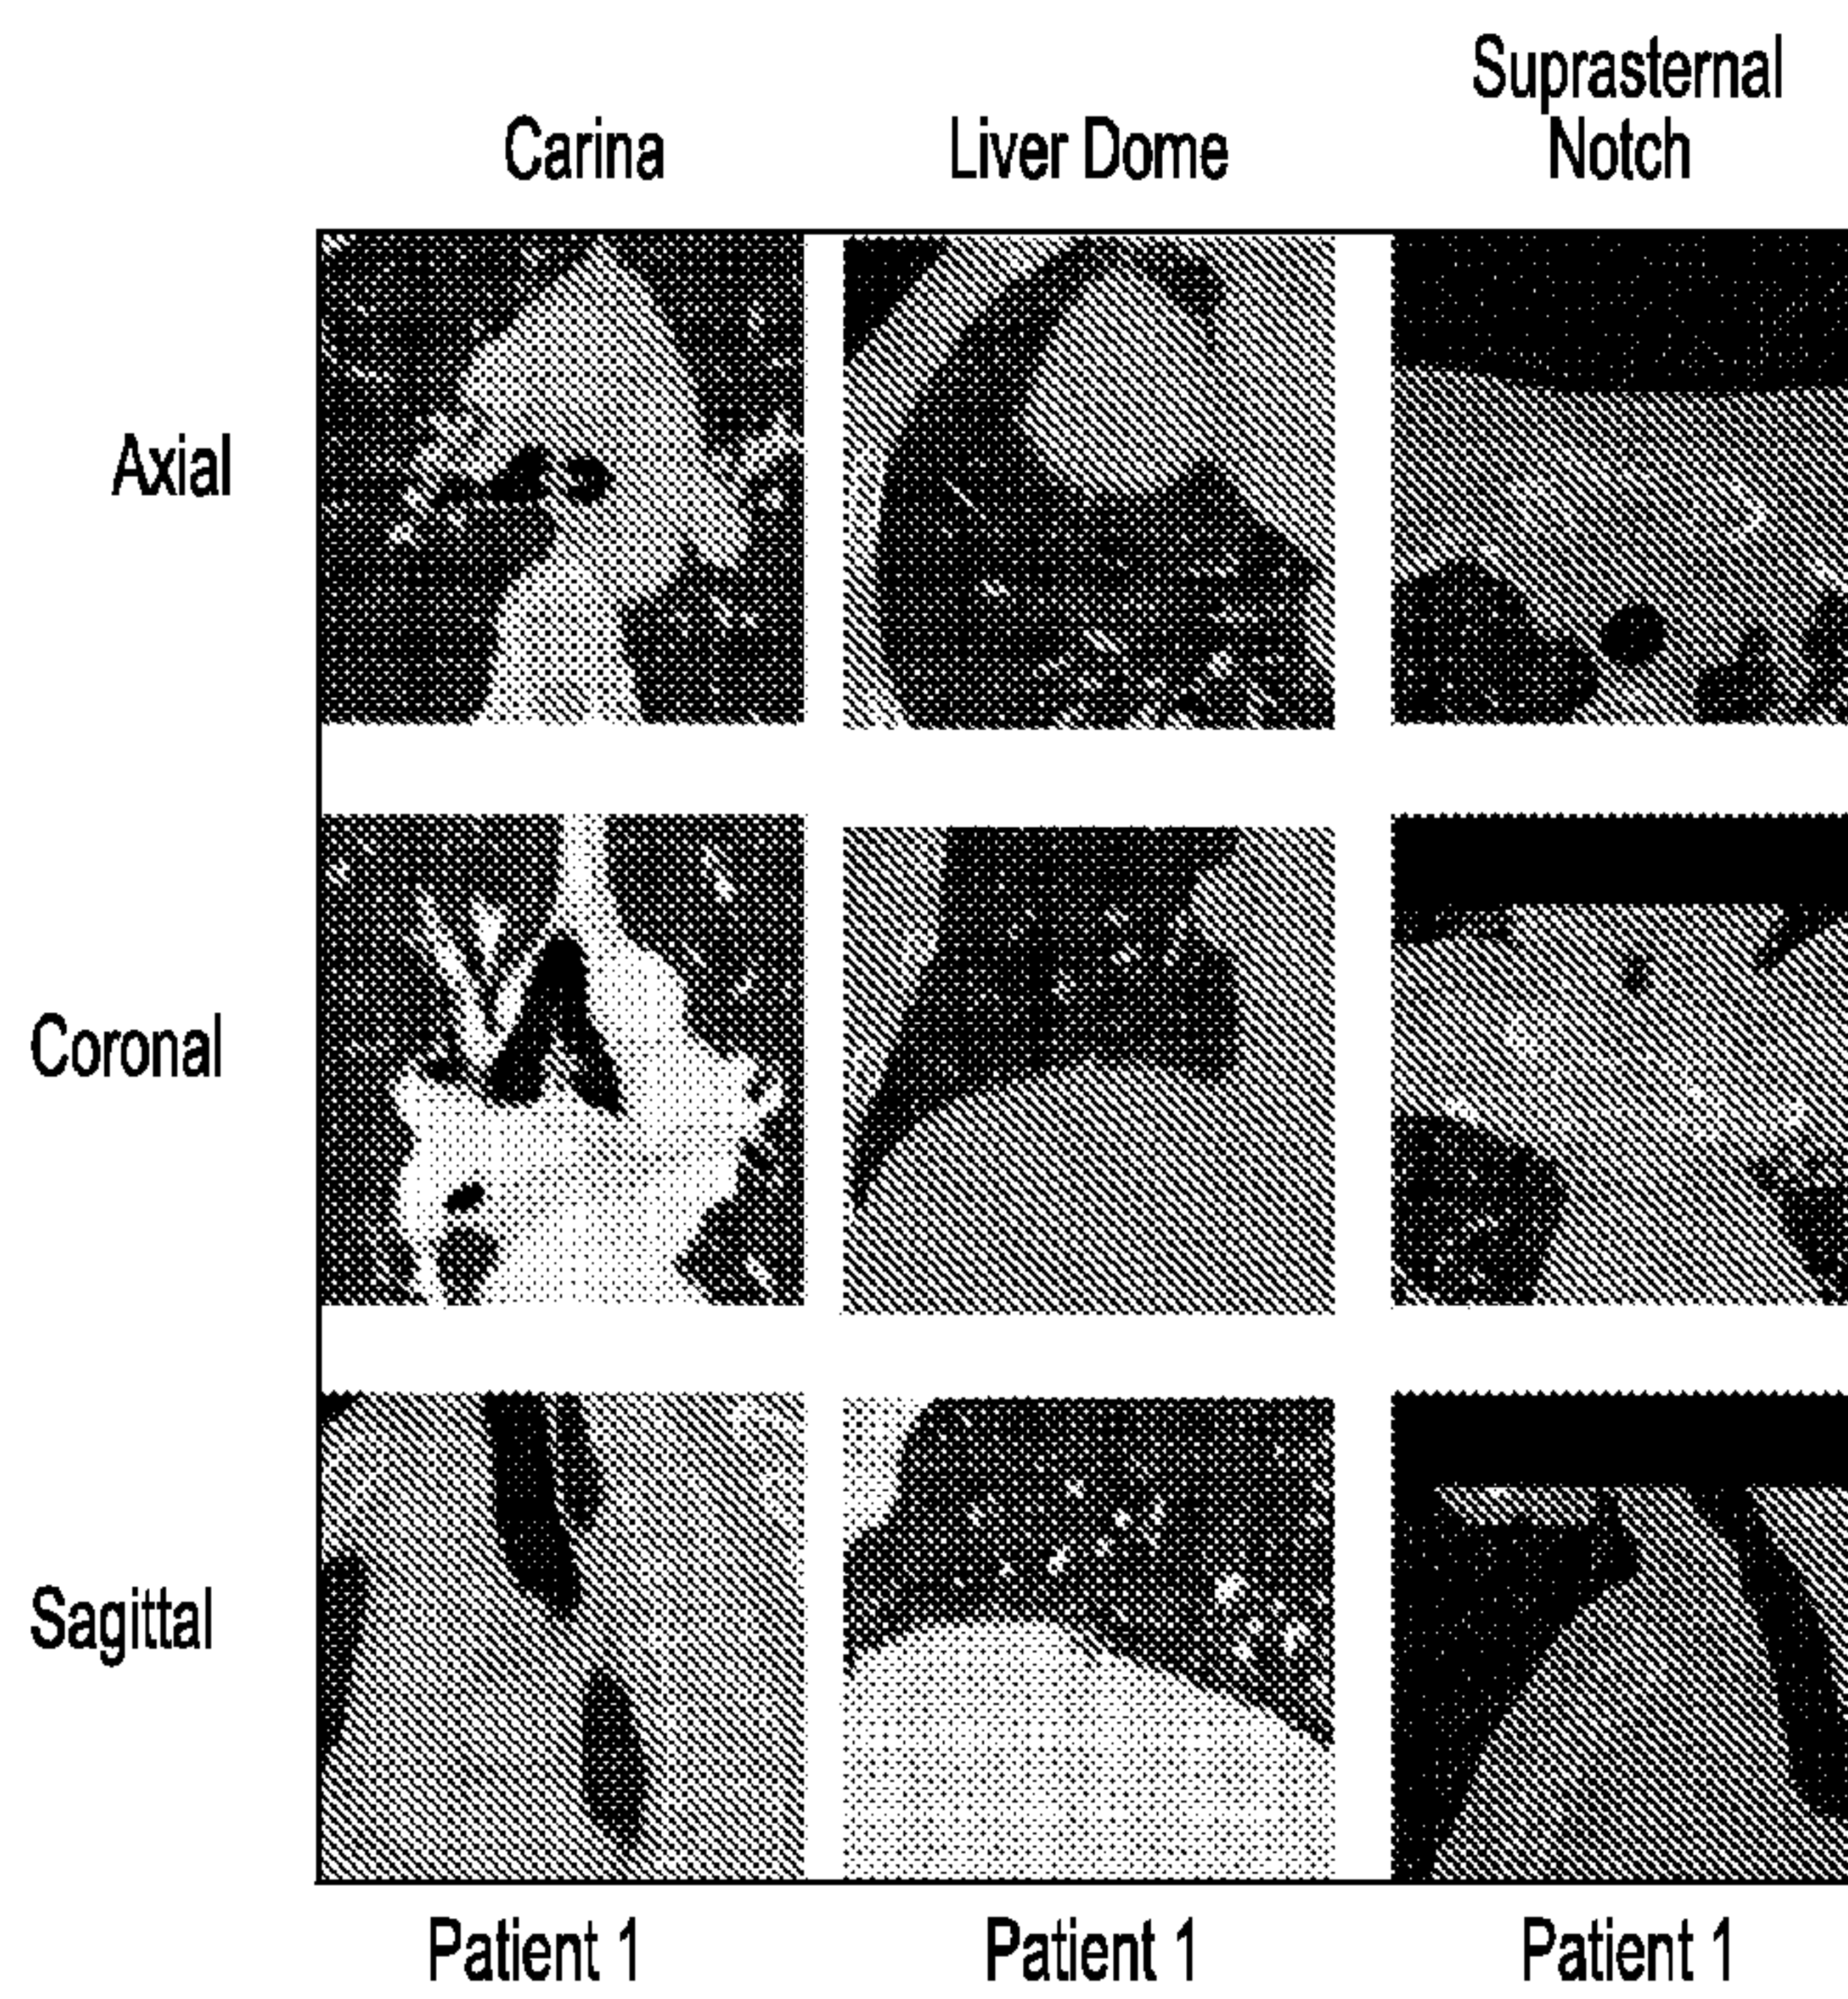 Suprasternal
Carina Liver Dome Notch
Axial
Coronal
Sagittal
Patient 1 Patient 1 Patient 1